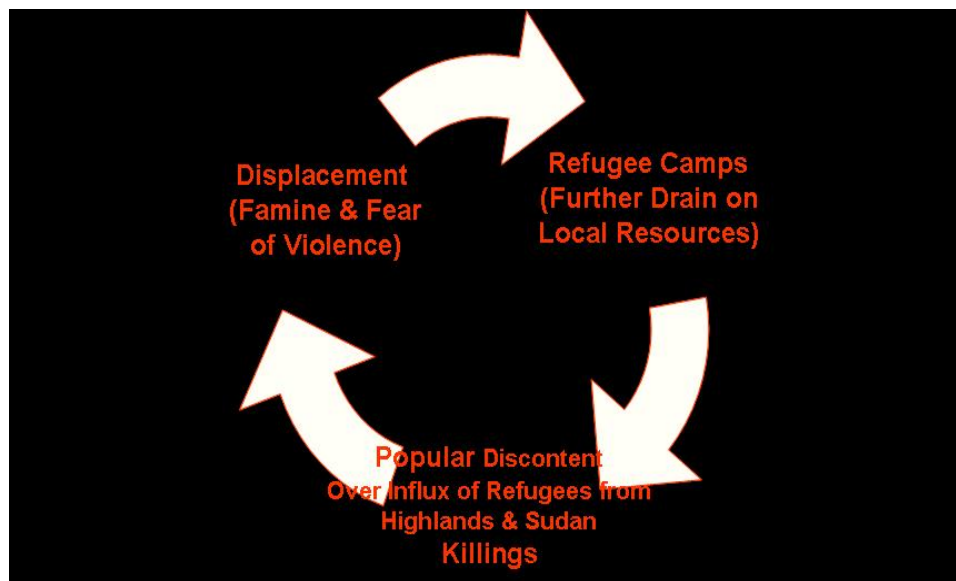 Displacement
(Famine & Fear
of Violence)
Refugee Camps
(Further Drain on
Local Resources)
Popular Discontent
Over Influx of Refugees from
Highlands & Sudan
Killings